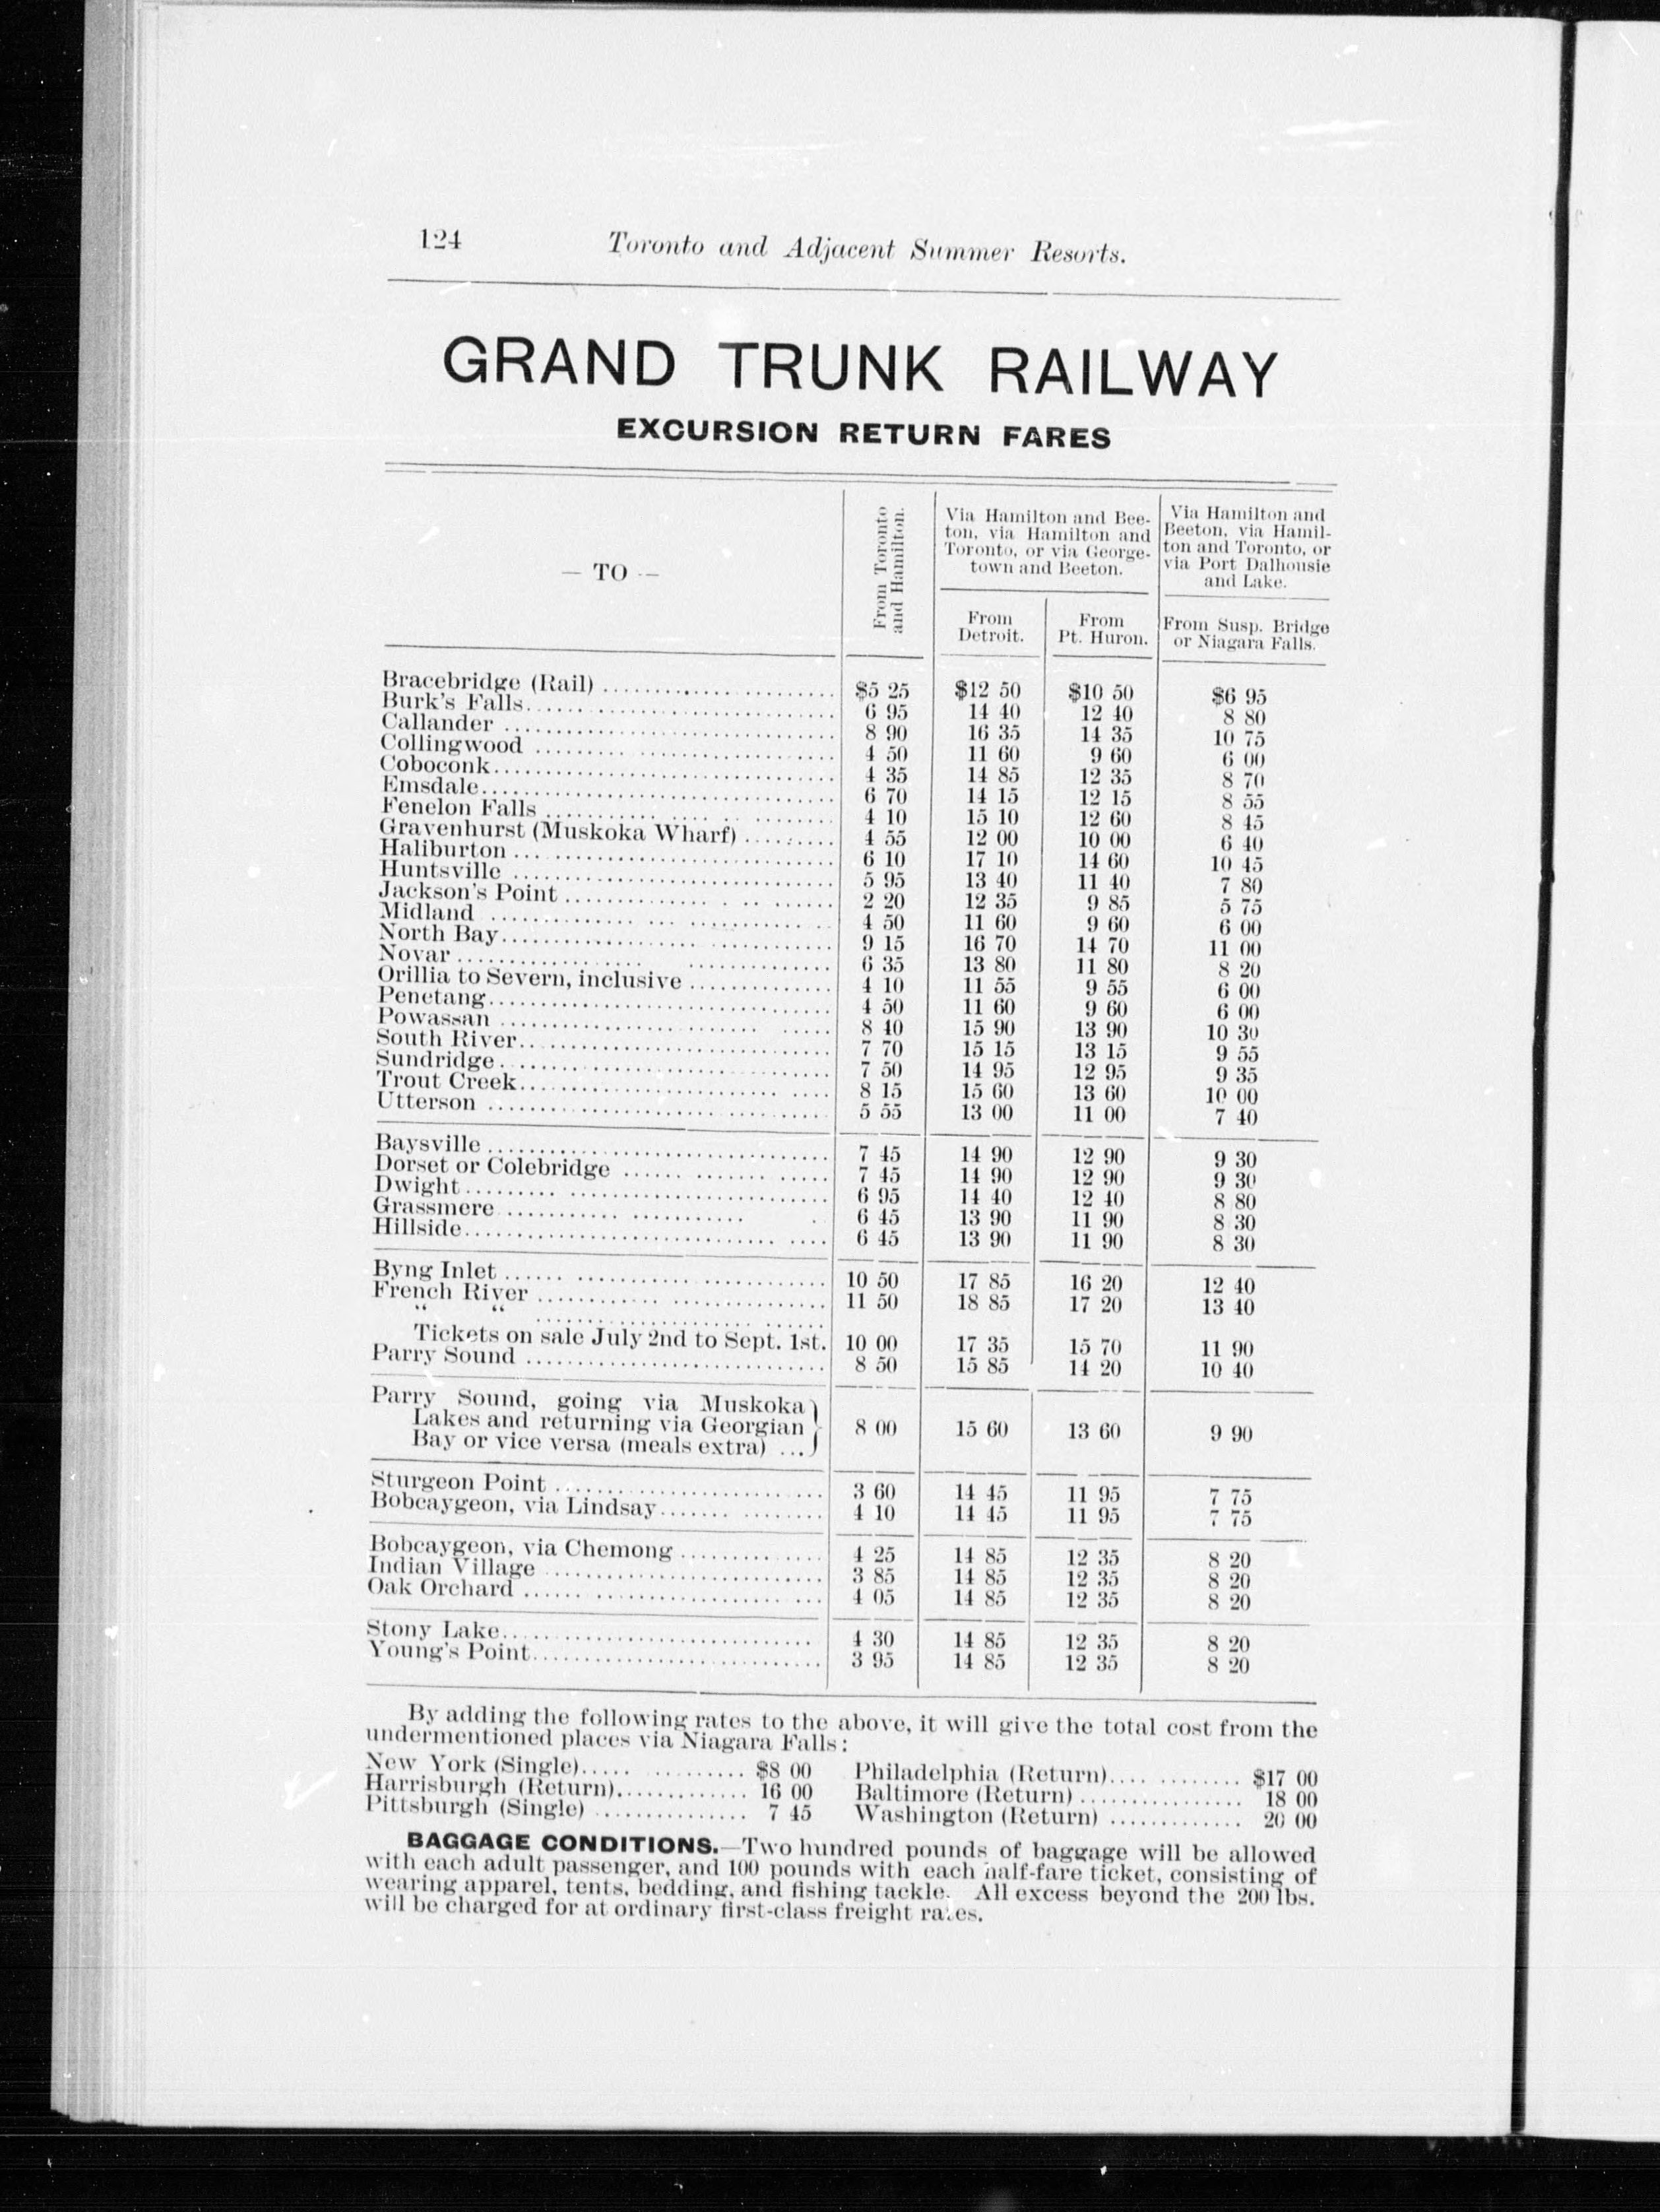 124 Toronto and Adjacent Summer Resorts.
GRAND TRUNK RAILWAY
EXCURSION RETURN FARES
— TO —
From Toronto
and Hamilton.
Via Hamilton and Bee-
ton, via Hamilton and
Toronto, or via George-
town and Beeton.
Via Hamilton and
Beeton, via Hamil-
ton and Toronto, or
via Port Dalhousie
and Lake.
From
Detroit.
From
Pt. Huron.
From Susp. Bridge
or Niagara Falls.
Bracebridge (Rail) $5 25 $12 50 $10 50 $6 95
Burk's Falls 6 95 14 40 12 40 8 80
Callander 8 90 16 35 14 35 10 75
Collingwood 4 50 11 60 9 60 6 00
Coboconk 4 35 14 85 12 35 8 70
Emsdale 6 70 14 15 12 15 8 55
Fenelon Falls 4 10 15 10 12 60 8 45
Gravenhurst (Muskoka Wharf) 4 55 12 00 10 00 6 40
Haliburton 6 10 17 10 14 60 10 45
Huntsville 5 95 13 40 11 40 7 80
Jackson's Point 2 20 12 35 9 85 5 75
Midland 4 50 11 60 9 60 6 00
North Bay 9 15 16 70 14 70 11 00
Novar 6 35 13 80 11 80 8 20
Orillia to Severn, inclusive 4 10 11 55 9 55 6 00
Penetang 4 50 11 60 9 60 6 00
Powassan 8 40 15 90 13 90 10 30
South River 7 70 15 15 13 15 9 55
Sundridge 7 50 14 95 12 95 9 35
Trout Creek 8 15 15 60 13 60 10 00
Utterson 5 55 13 00 11 00 7 40
Baysville 7 45 14 90 12 90 9 30
Dorset or Colebridge 7 45 14 90 12 90 9 30
Dwight 6 95 14 40 12 40 8 80
Grassmere 6 45 13 90 11 90 8 30
Hillside 6 45 13 90 11 90 8 30
Byng Inlet 10 50 17 85 16 20 12 40
French River 11 50 18 85 17 20 13 40
" "
Tickets on sale July 2nd to Sept. 1st. 10 00 17 35 15 70 11 90
Parry Sound 8 50 15 85 14 20 10 40
Parry Sound, going via Muskoka
Lakes and returning via Georgian 8 00 15 60 13 60 9 90
Bay or vice versa (meals extra) ...
Sturgeon Point 3 60 14 45 11 95 7 75
Bobcaygeon, via Lindsay 4 10 14 45 11 95 7 75
Bobcaygeon, via Chemong 4 25 14 85 12 35 8 20
Indian Village 3 85 14 85 12 35 8 20
Oak Orchard 4 05 14 85 12 35 8 20
Stony Lake 4 30 14 85 12 35 8 20
Young's Point 3 95 14 85 12 35 8 20
By adding the following rates to the above, it will give the total cost from the
undermentioned places via Niagara Falls:
New York (Single) $8 00 Philadelphia (Return) $17 00
Harrisburgh (Return) 16 00 Baltimore (Return) 18 00
Pittsburgh (Single) 7 45 Washington (Return) 20 00
BAGGAGE CONDITIONS.—Two hundred pounds of baggage will be allowed
with each adult passenger, and 100 pounds with each half-fare ticket, consisting of
wearing apparel, tents, bedding, and fishing tackle. All excess beyond the 200 lbs.
will be charged for at ordinary first-class freight rates.